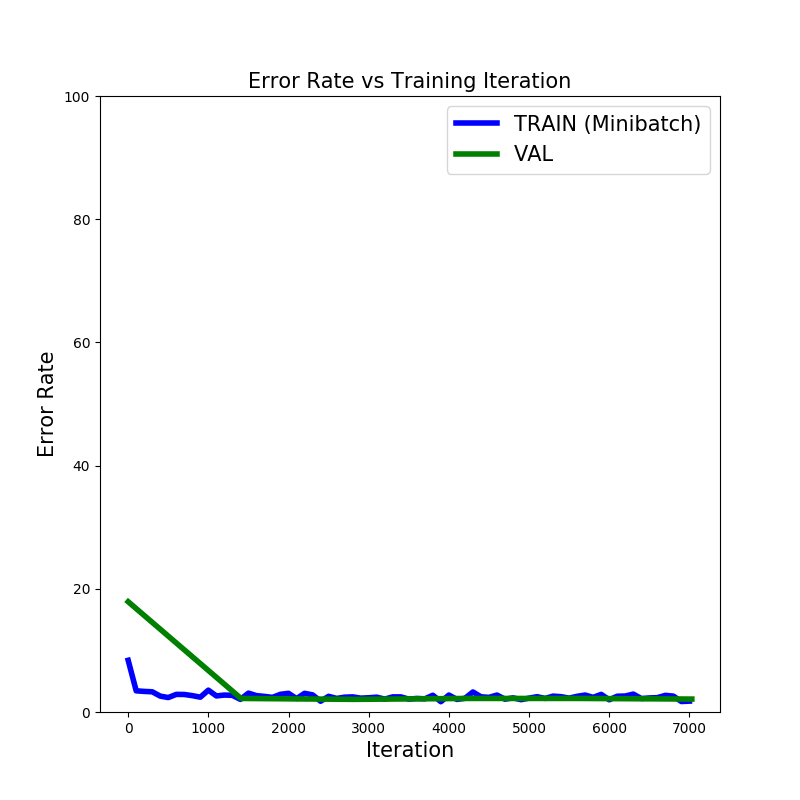 Error Rate vs Training Iteration
100
80
60
40
20
0
Error Rate
TRAIN (Minibatch)
VAL
0 1000 2000 3000 4000 5000 6000 7000
Iteration